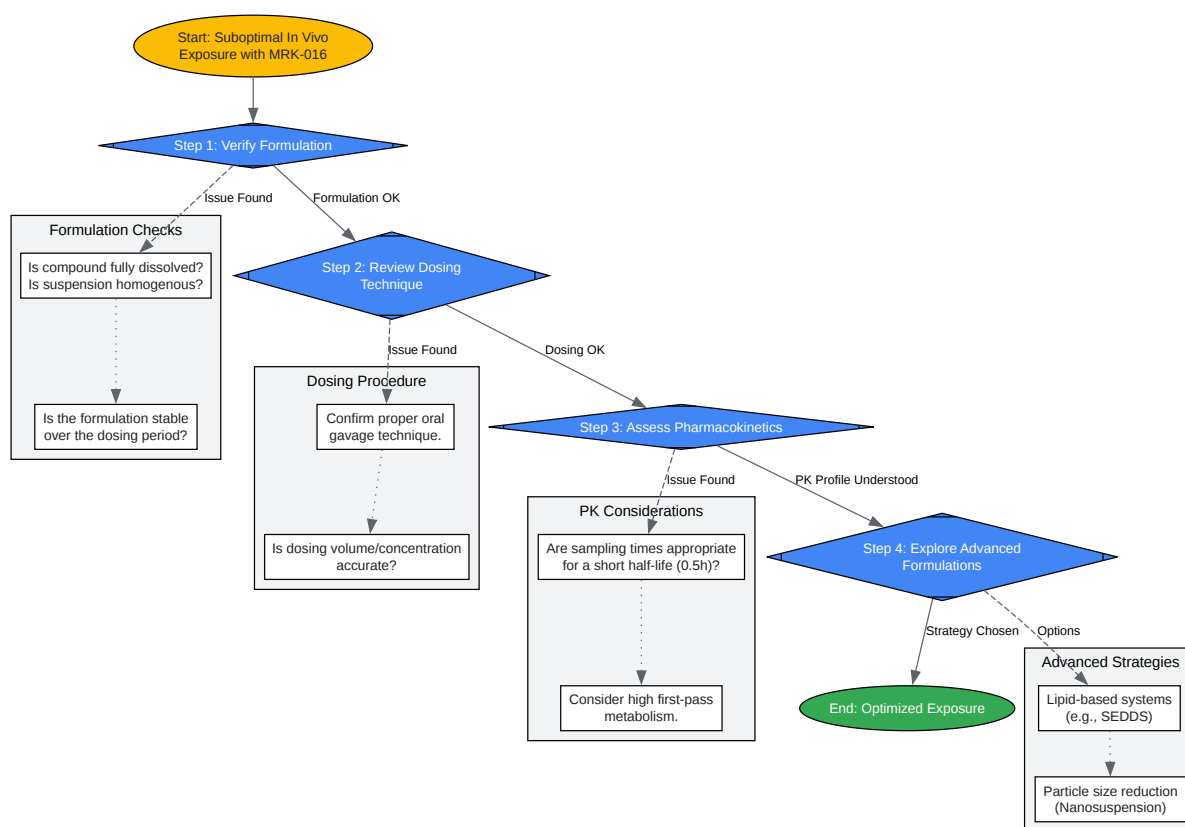 Start: Suboptimal In Vivo
Exposure with MRK-016
Step 1: Verify Formulation
Issue Found
Formulation OK
Formulation Checks
Is compound fully dissolved?
Is suspension homogenous?
Is the formulation stable
over the dosing period?
Step 2: Review Dosing
Technique
Issue Found
Dosing OK
Dosing Procedure
Confirm proper oral
gavage technique.
Is dosing volume/concentration
accurate?
Step 3: Assess Pharmacokinetics
Issue Found
PK Profile Understood
PK Considerations
Are sampling times appropriate
for a short half-life (0.5h)?
Consider high first-pass
metabolism.
Step 4: Explore Advanced
Formulations
Strategy Chosen
Options
End: Optimized Exposure
Advanced Strategies
Lipid-based systems
(e.g., SEDDS)
Particle size reduction
(Nanosuspension)